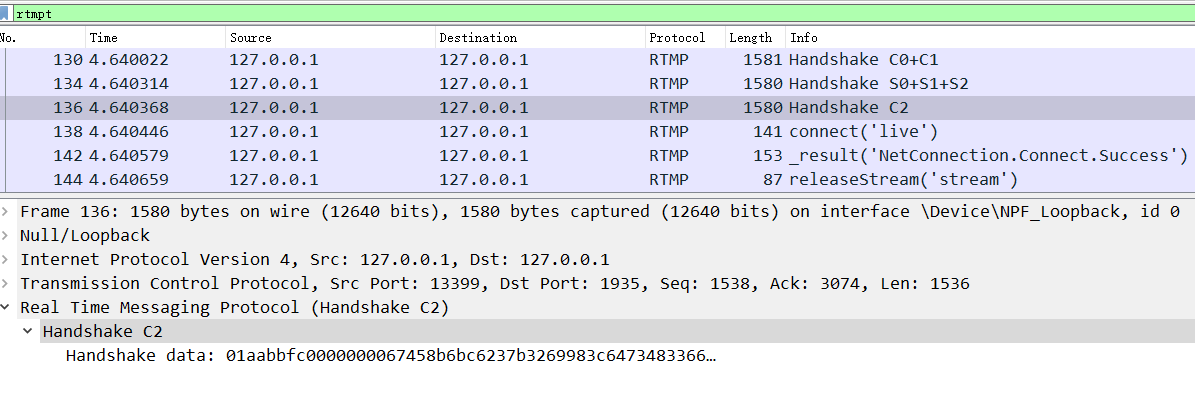 rtmpt
No. Time Source Destination Protocol Length Info
130 4.640022 127.0.0.1 127.0.0.1 RTMP 1581 Handshake C0+C1
134 4.640314 127.0.0.1 127.0.0.1 RTMP 1580 Handshake S0+S1+S2
136 4.640368 127.0.0.1 127.0.0.1 RTMP 1580 Handshake C2
138 4.640446 127.0.0.1 127.0.0.1 RTMP 141 connect('live')
142 4.640579 127.0.0.1 127.0.0.1 RTMP 153 _result('NetConnection.Connect.Success')
144 4.640659 127.0.0.1 127.0.0.1 RTMP 87 releaseStream('stream')
Frame 136: 1580 bytes on wire (12640 bits), 1580 bytes captured (12640 bits) on interface \Device\NPF_Loopback, id 0
Null/Loopback
Internet Protocol Version 4, Src: 127.0.0.1, Dst: 127.0.0.1
Transmission Control Protocol, Src Port: 13399, Dst Port: 1935, Seq: 1538, Ack: 3074, Len: 1536
Real Time Messaging Protocol (Handshake C2)
Handshake C2
Handshake data: 01aabbfc0000000067458b6bc6237b3269983c6473483366…